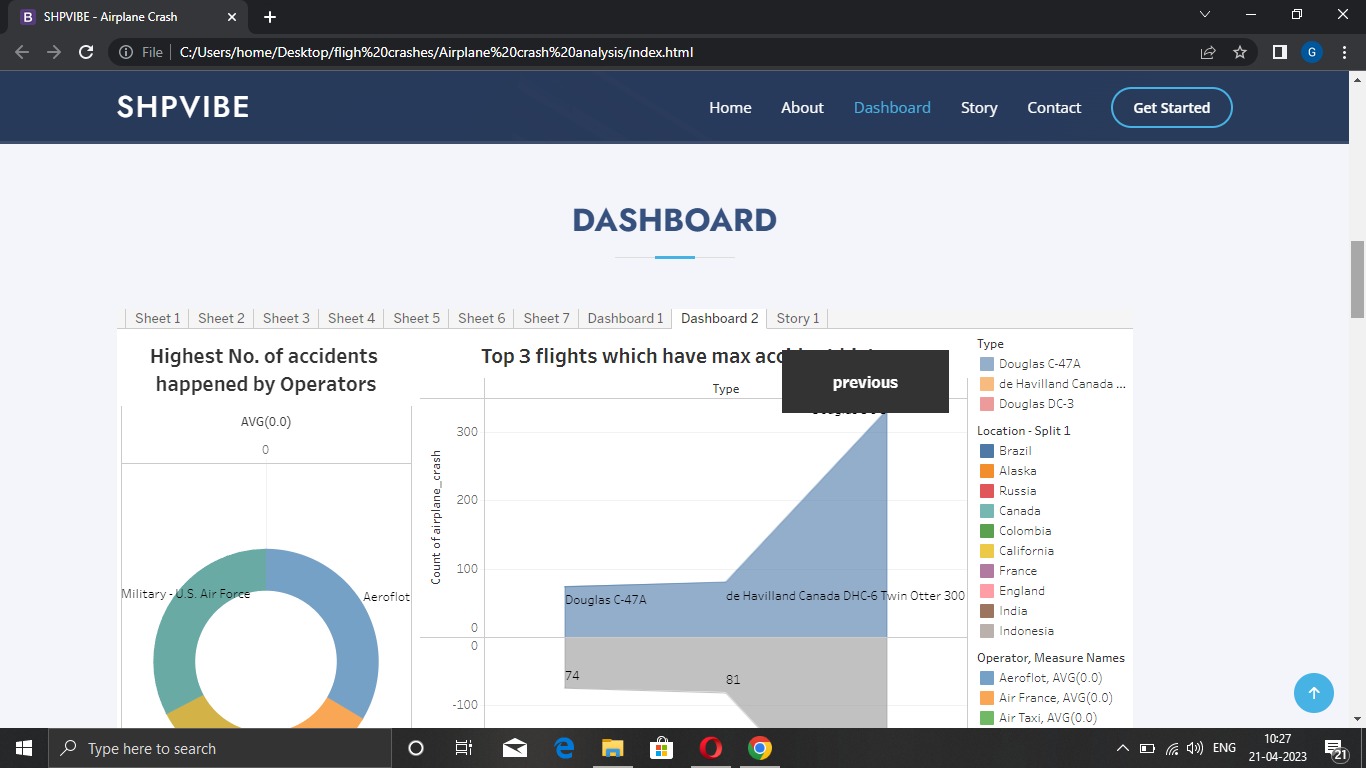 B SHPVIBE - Airplane Crash
File C:/Users/home/Desktop/fligh%20crashes/Airplane%20crash%20analysis/index.html
G
SHPVIBE
Home About Dashboard Story Contact Get Started
DASHBOARD
Sheet 1 Sheet 2 Sheet 3 Sheet 4 Sheet 5 Sheet 6 Sheet 7 Dashboard 1 Dashboard 2 Story 1
Highest No. of accidents
happened by Operators
AVG(0.0)
0
Military - U.S. Air Force
Aeroflot
Top 3 flights which have max
previous
Type
Count of airplane_crash
300
200
100
0
0
-100
Douglas C-47A
de Havilland Canada DHC-6 Twin Otter 300
74
81
Type
Douglas C-47A
de Havilland Canada ...
Douglas DC-3
Location - Split 1
Brazil
Alaska
Russia
Canada
Colombia
California
France
England
India
Indonesia
Operator, Measure Names
Aeroflot, AVG(0.0)
Air France, AVG(0.0)
Air Taxi, AVG(0.0)
Type here to search
ENG
10:27
21-04-2023
21